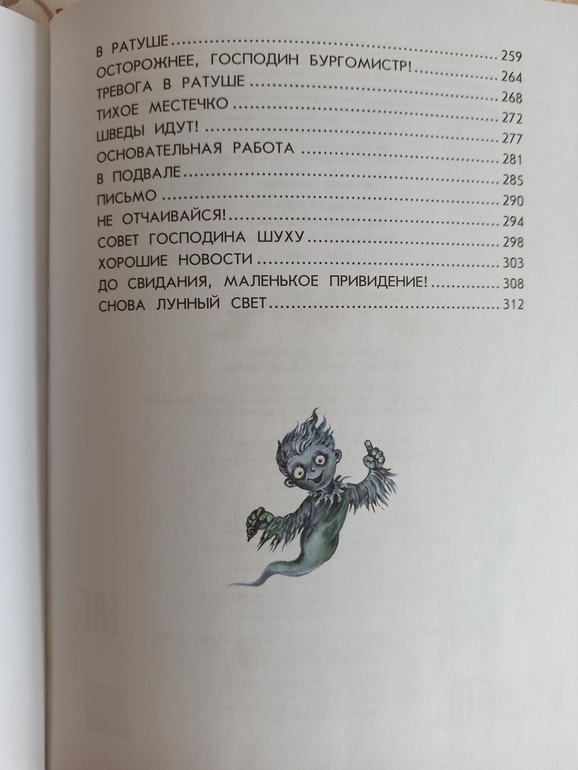 В РАТУШЕ........259
ОСТОРОЖНЕЕ, ГОСПОДИН БУРГОМИСТР!........264
ТРЕВОГА В РАТУШЕ........268
ТИХОЕ МЕСТЕЧКО........272
ШВЕДЫ ИДУТ!........277
ОСНОВАТЕЛЬНАЯ РАБОТА........281
В ПОДВАЛЕ........285
ПИСЬМО........290
НЕ ОТЧАИВАЙСЯ!........294
СОВЕТ ГОСПОДИНА ШУХУ........298
ХОРОШИЕ НОВОСТИ........303
ДО СВИДАНИЯ, МАЛЕНЬКОЕ ПРИВИДЕНИЕ!........308
СНОВА ЛУННЫЙ СВЕТ........312